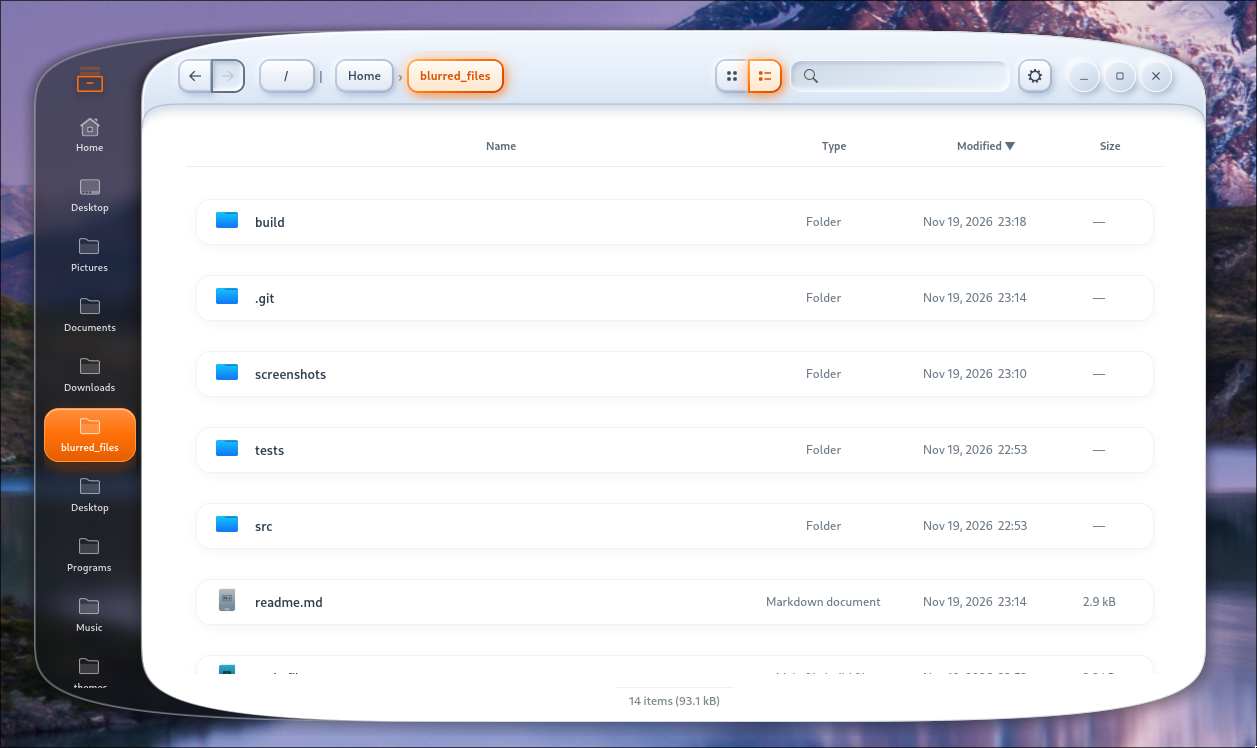 / | Home › blurred_files
Home
Desktop
Pictures
Documents
Downloads
blurred_files
Desktop
Programs
Music
themes
Name Type Modified ▼ Size
build Folder Nov 19, 2026 23:18 —
.git Folder Nov 19, 2026 23:14 —
screenshots Folder Nov 19, 2026 23:10 —
tests Folder Nov 19, 2026 22:53 —
src Folder Nov 19, 2026 22:53 —
readme.md Markdown document Nov 19, 2026 23:14 2.9 kB
14 items (93.1 kB)